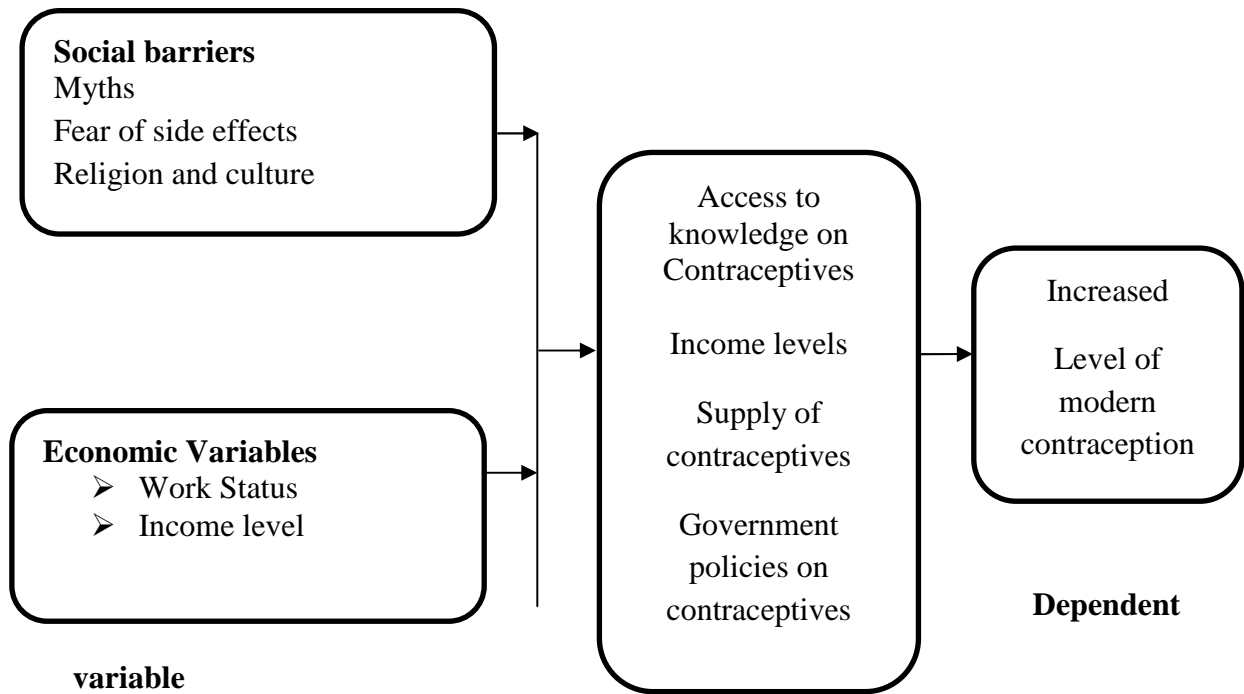 Social barriers
Myths
Fear of side effects
Religion and culture
Economic Variables
➢ Work Status
➢ Income level
variable
Access to
knowledge on
Contraceptives
Income levels
Supply of
contraceptives
Government
policies on
contraceptives
Increased
Level of
modern
contraception
Dependent